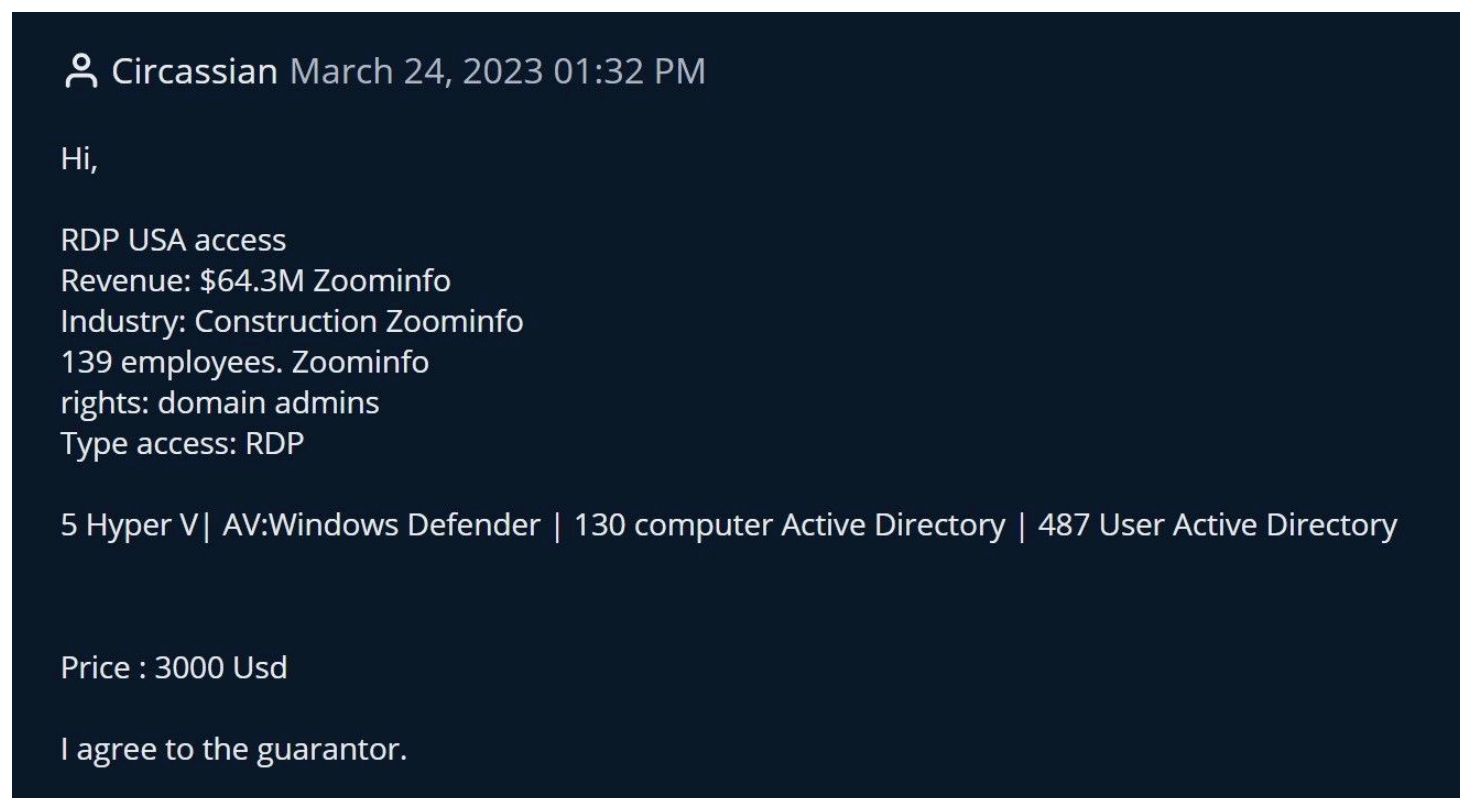 Circassian March 24, 2023 01:32 PM
Hi,
RDP USA access
Revenue: $64.3M Zoominfo
Industry: Construction Zoominfo
139 employees. Zoominfo
rights: domain admins
Type access: RDP
5 Hyper V| AV:Windows Defender | 130 computer Active Directory | 487 User Active Directory
Price : 3000 Usd
I agree to the guarantor.